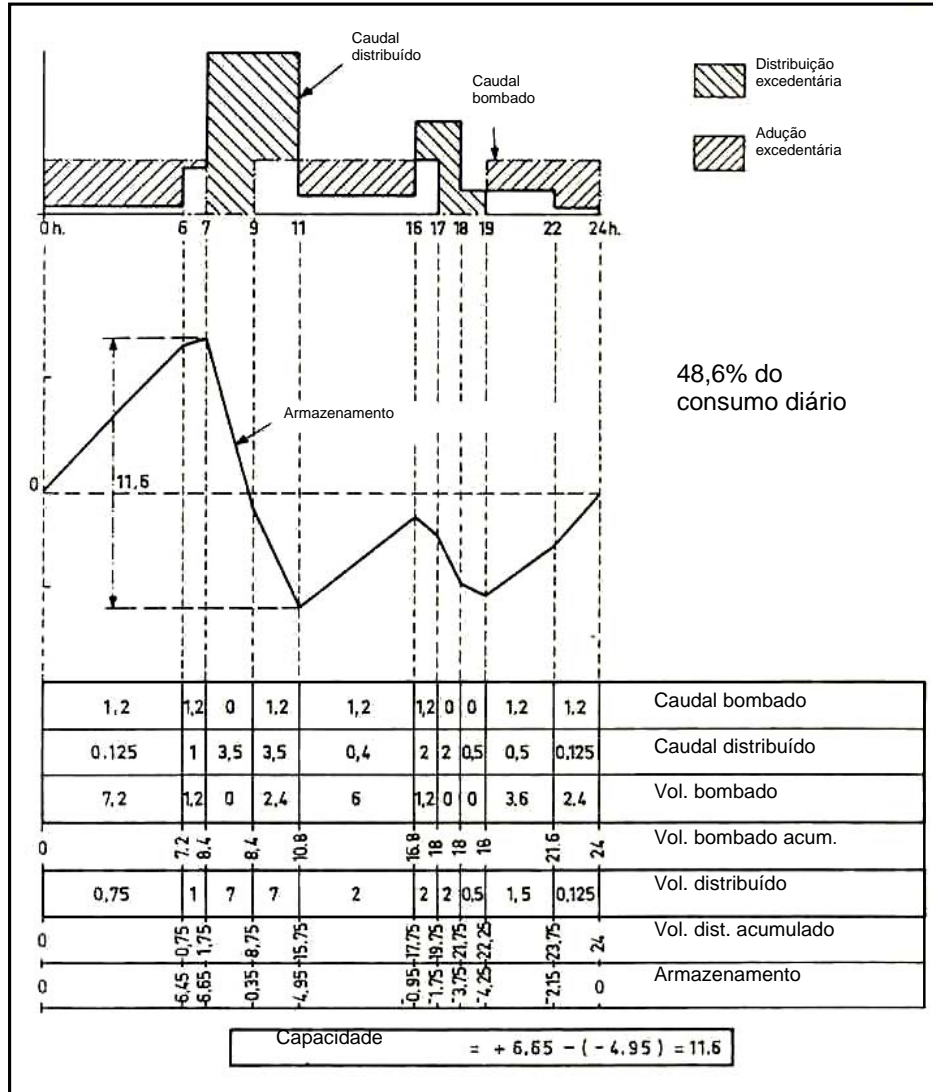 Caudal
distribuído
Caudal
bombado
Distribuição
excedentária
Adução
excedentária
0 h. 6 7 9 11 16 17 18 19 22 24h.
48,6% do
consumo diário
Armazenamento
0
11.6
1,2 1,2 0 1,2 1,2 1,2 0 0 1,2 1,2 Caudal bombado
0.125 1 3,5 3,5 0,4 2 2 0,5 0,5 0,125 Caudal distribuído
7,2 1,2 0 2,4 6 1,2 0 0 3.6 2.4 Vol. bombado
0 7.2 8.4 8,4 10.8 16.8 18 18 18 21.6 24 Vol. bombado acum.
0,75 1 7 7 2 2 2 0,5 1,5 0,125 Vol. distribuído
0 0,75 1,75 8,75 15.75 17.75 19.75 21.75 22,25 23,75 24 Vol. dist. acumulado
0 6,45 6,65 -0,35 -4,95 -0,95 -1.75 -3.75 -4,25 -2,15 0 Armazenamento
Capacidade = + 6.65 - ( - 4.95 ) = 11.6